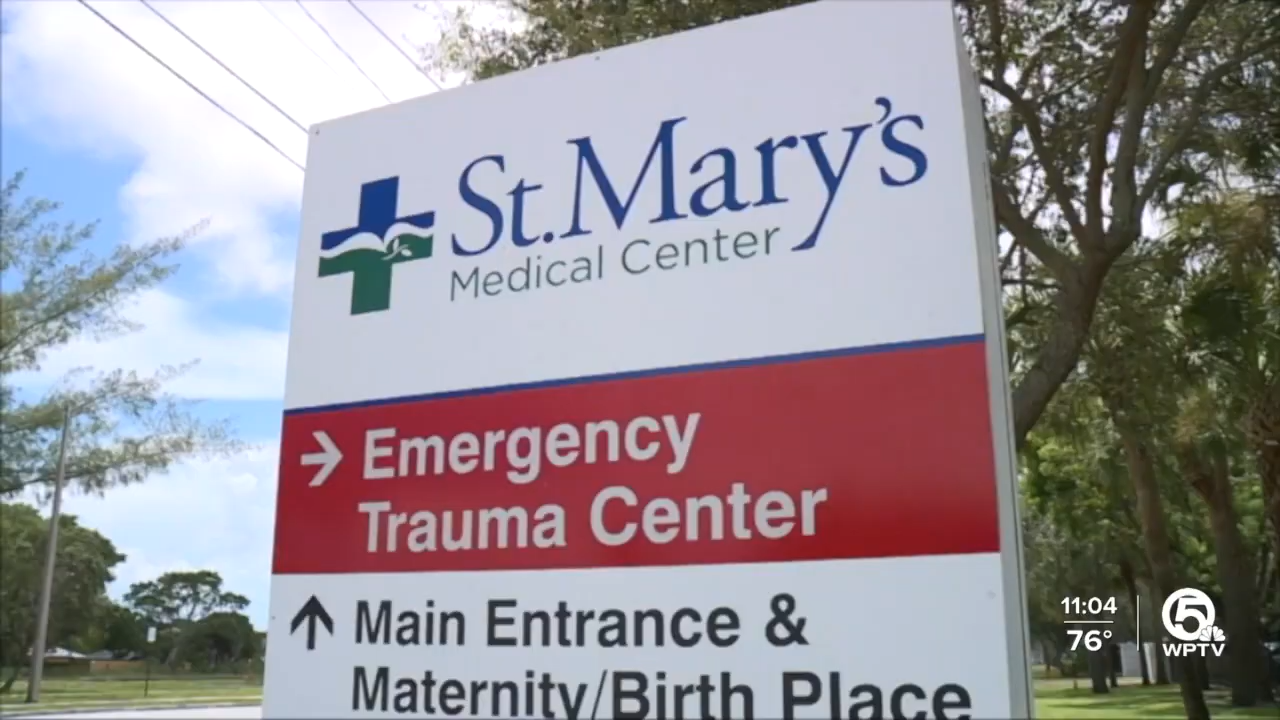 St. Mary's
Medical Center
→ Emergency
Trauma Center
↑ Main Entrance &
Maternity/Birth Place
11:04
76°
5
WPTV